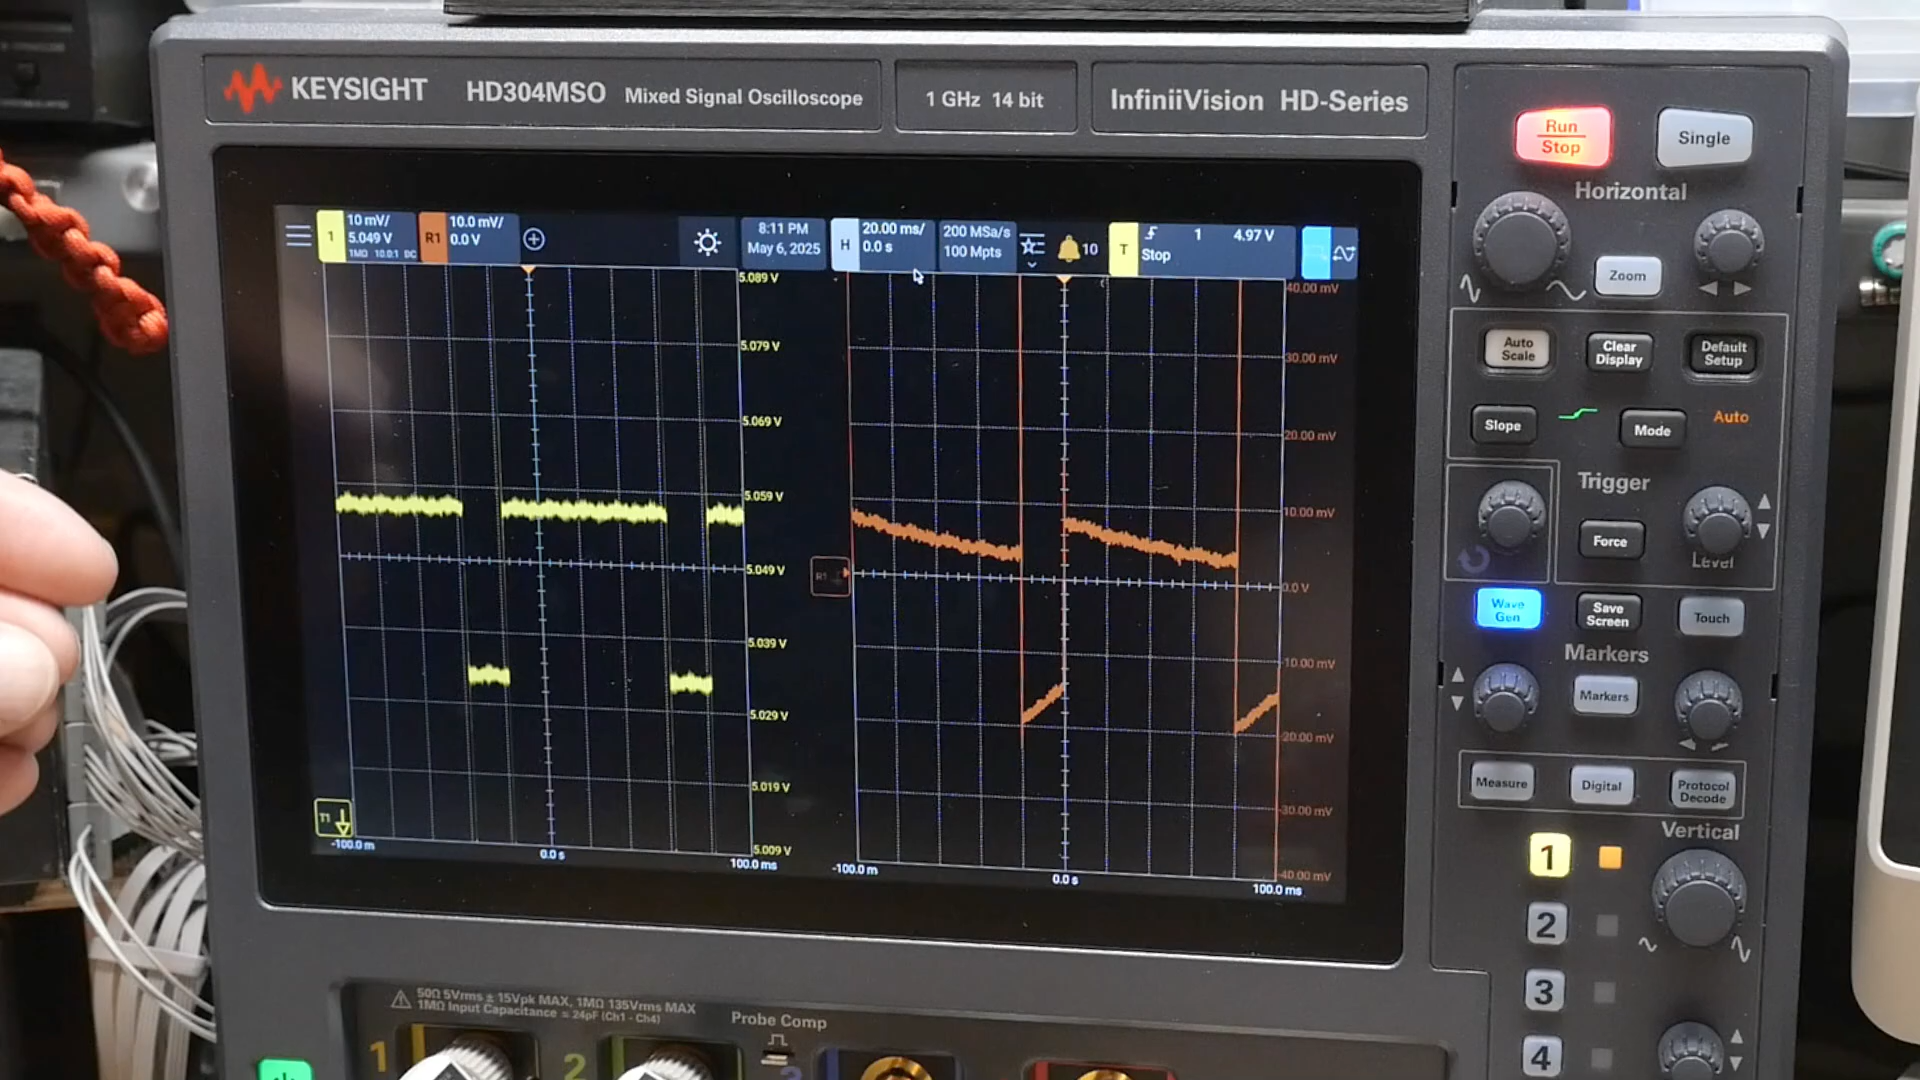 KEYSIGHT HD304MSO Mixed Signal Oscilloscope
1 GHz 14 bit
InfiniiVision HD-Series
Run
Stop
Single
Horizontal
Zoom
1
10 mV/
5.049 V
1MΩ 10.0:1 DC
R1
10.0 mV/
0.0 V
8:11 PM
May 6, 2025
H
20.00 ms/
0.0 s
200 MSa/s
100 Mpts
10
T
1
4.97 V
Stop
5.089 V
5.079 V
5.069 V
5.059 V
5.049 V
5.039 V
5.029 V
5.019 V
5.009 V
T1
-100.0 m
0.0 s
100.0 ms
40.00 mV
30.00 mV
20.00 mV
10.00 mV
0.0 V
-10.00 mV
-20.00 mV
-30.00 mV
-40.00 mV
R1
-100.0 m
0.0 s
100.0 ms
Auto
Scale
Clear
Display
Default
Setup
Slope
Mode
Auto
Trigger
Force
Level
Wave
Gen
Save
Screen
Touch
Markers
Markers
Measure
Digital
Protocol
Decode
Vertical
1
2
3
4
50Ω 5Vrms ± 15Vpk MAX, 1MΩ 135Vrms MAX
1MΩ Input Capacitance ≈ 24pF (Ch1 - Ch4)
Probe Comp
1
2
3